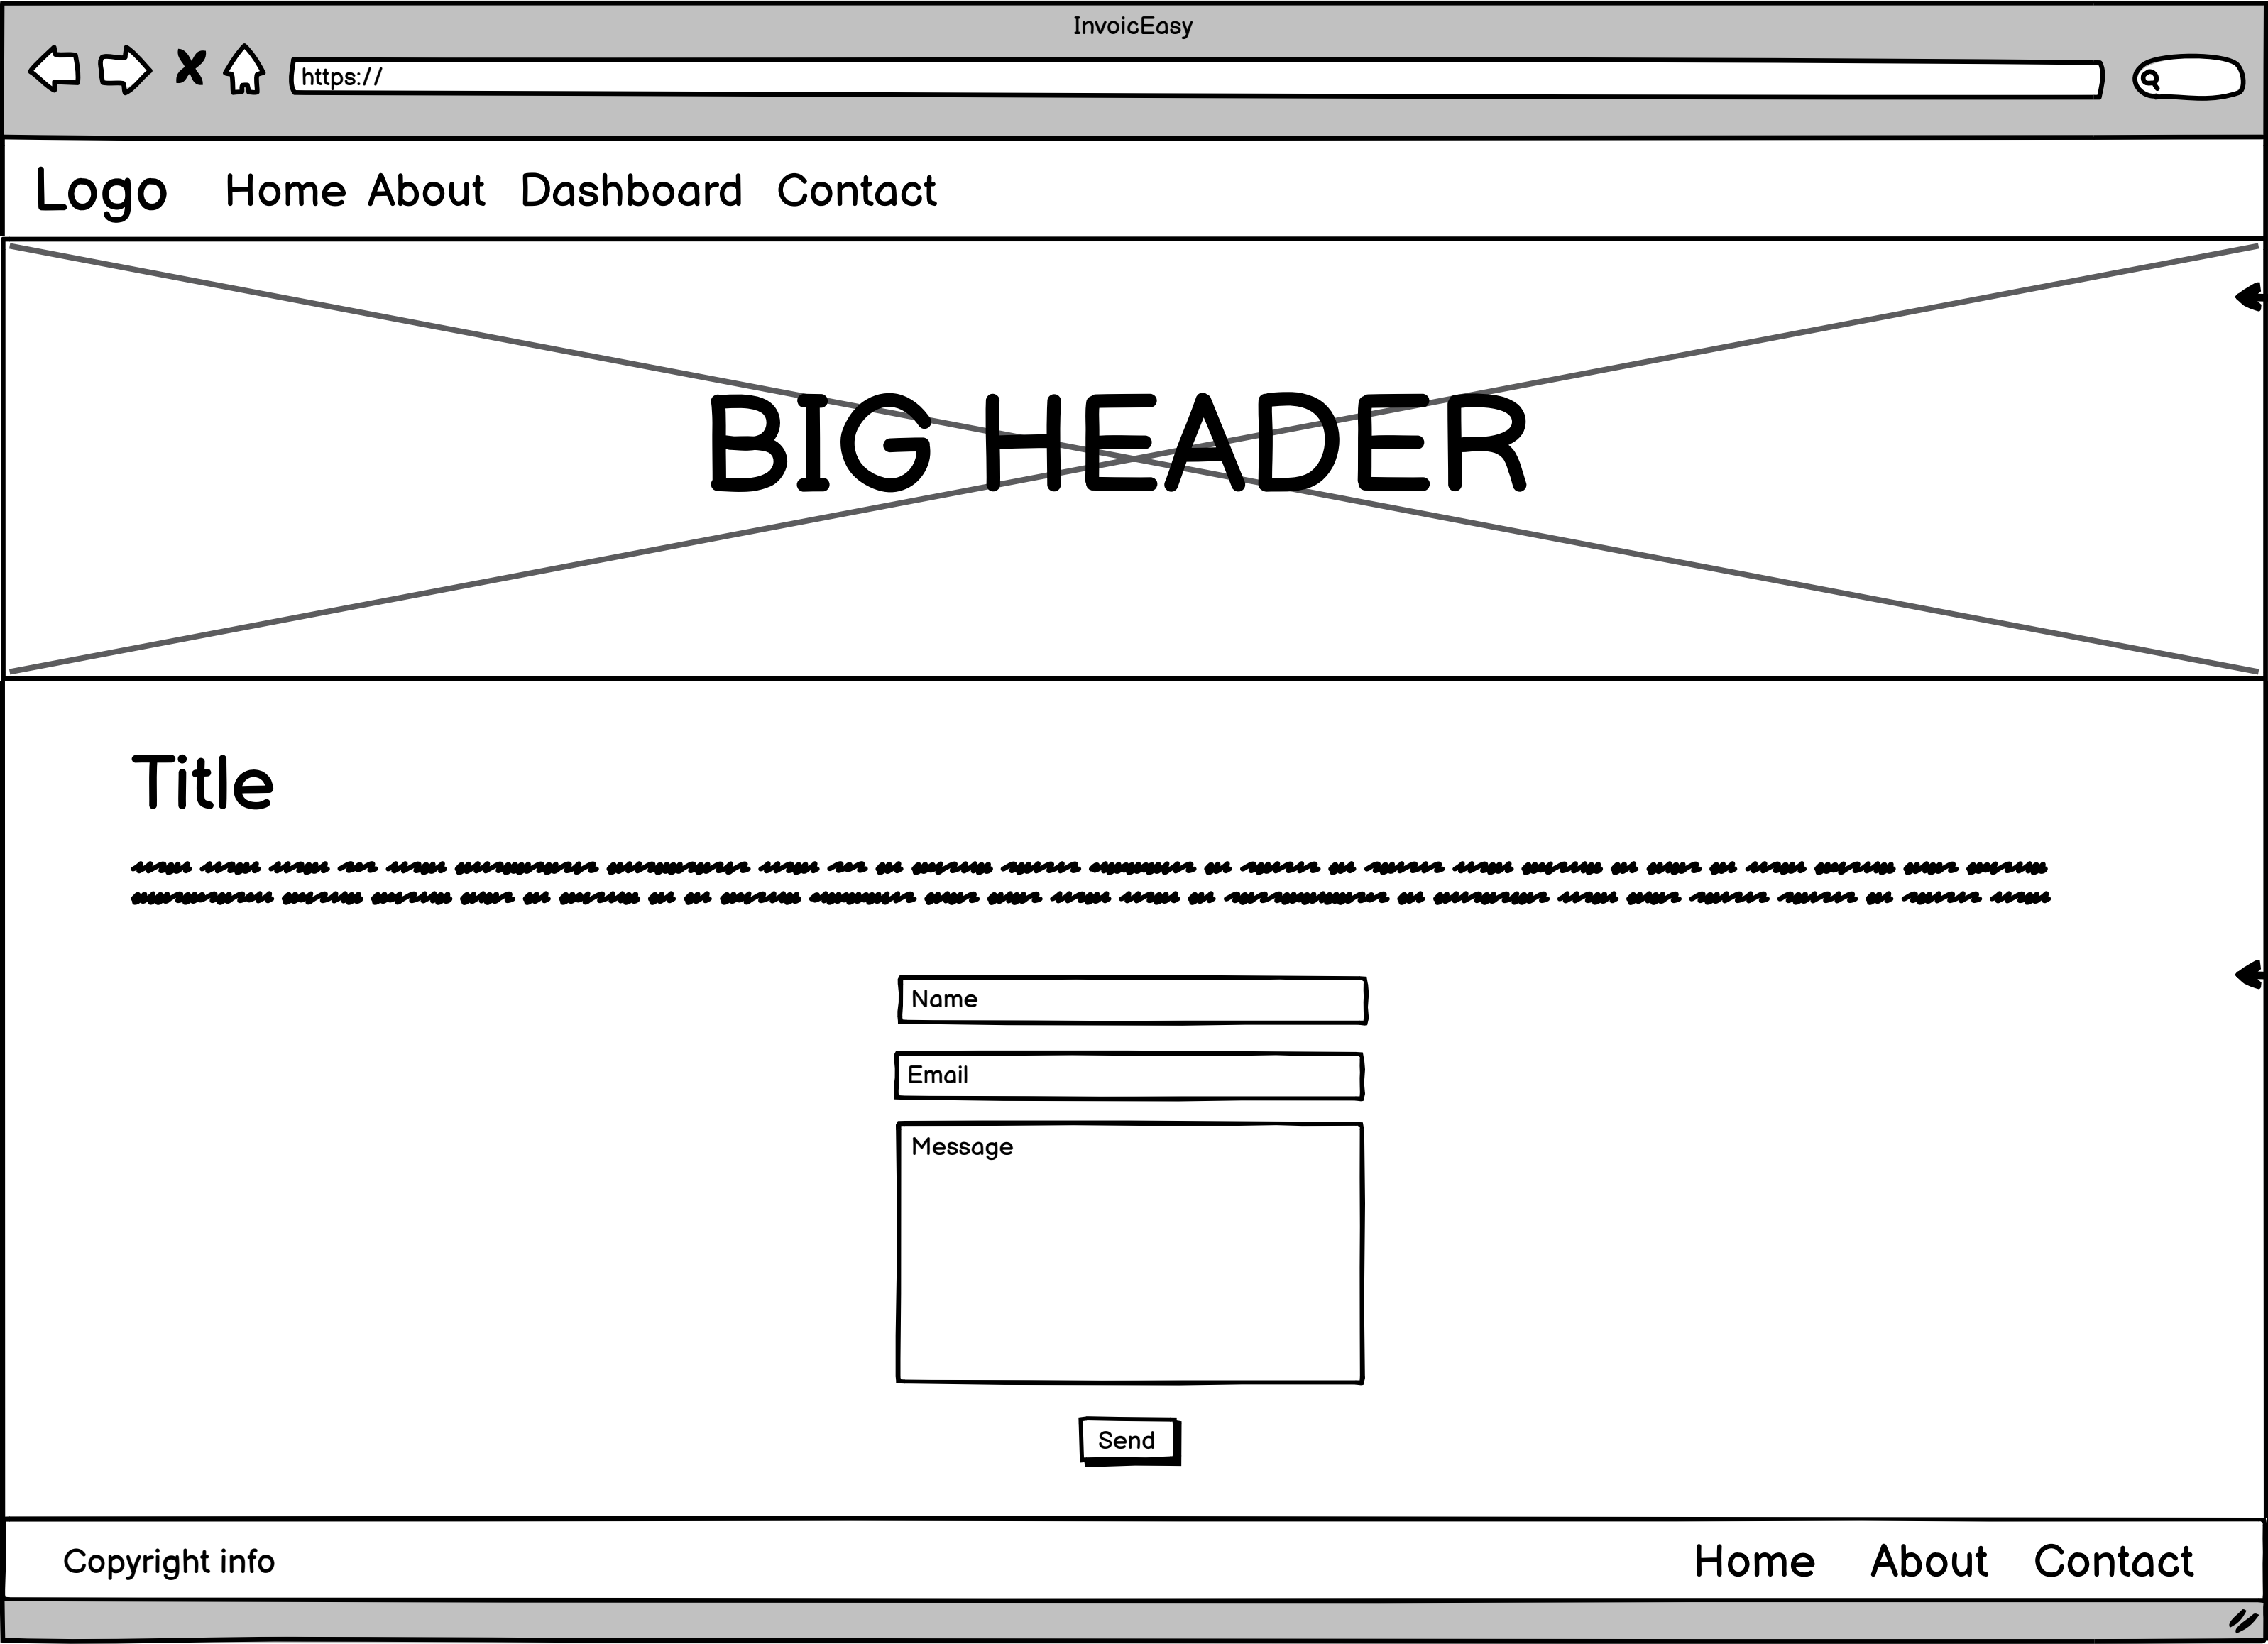 InvoicEasy
https://
Logo Home About Dashboard Contact
BIG HEADER
Title
Name
Email
Message
Send
Copyright info Home About Contact